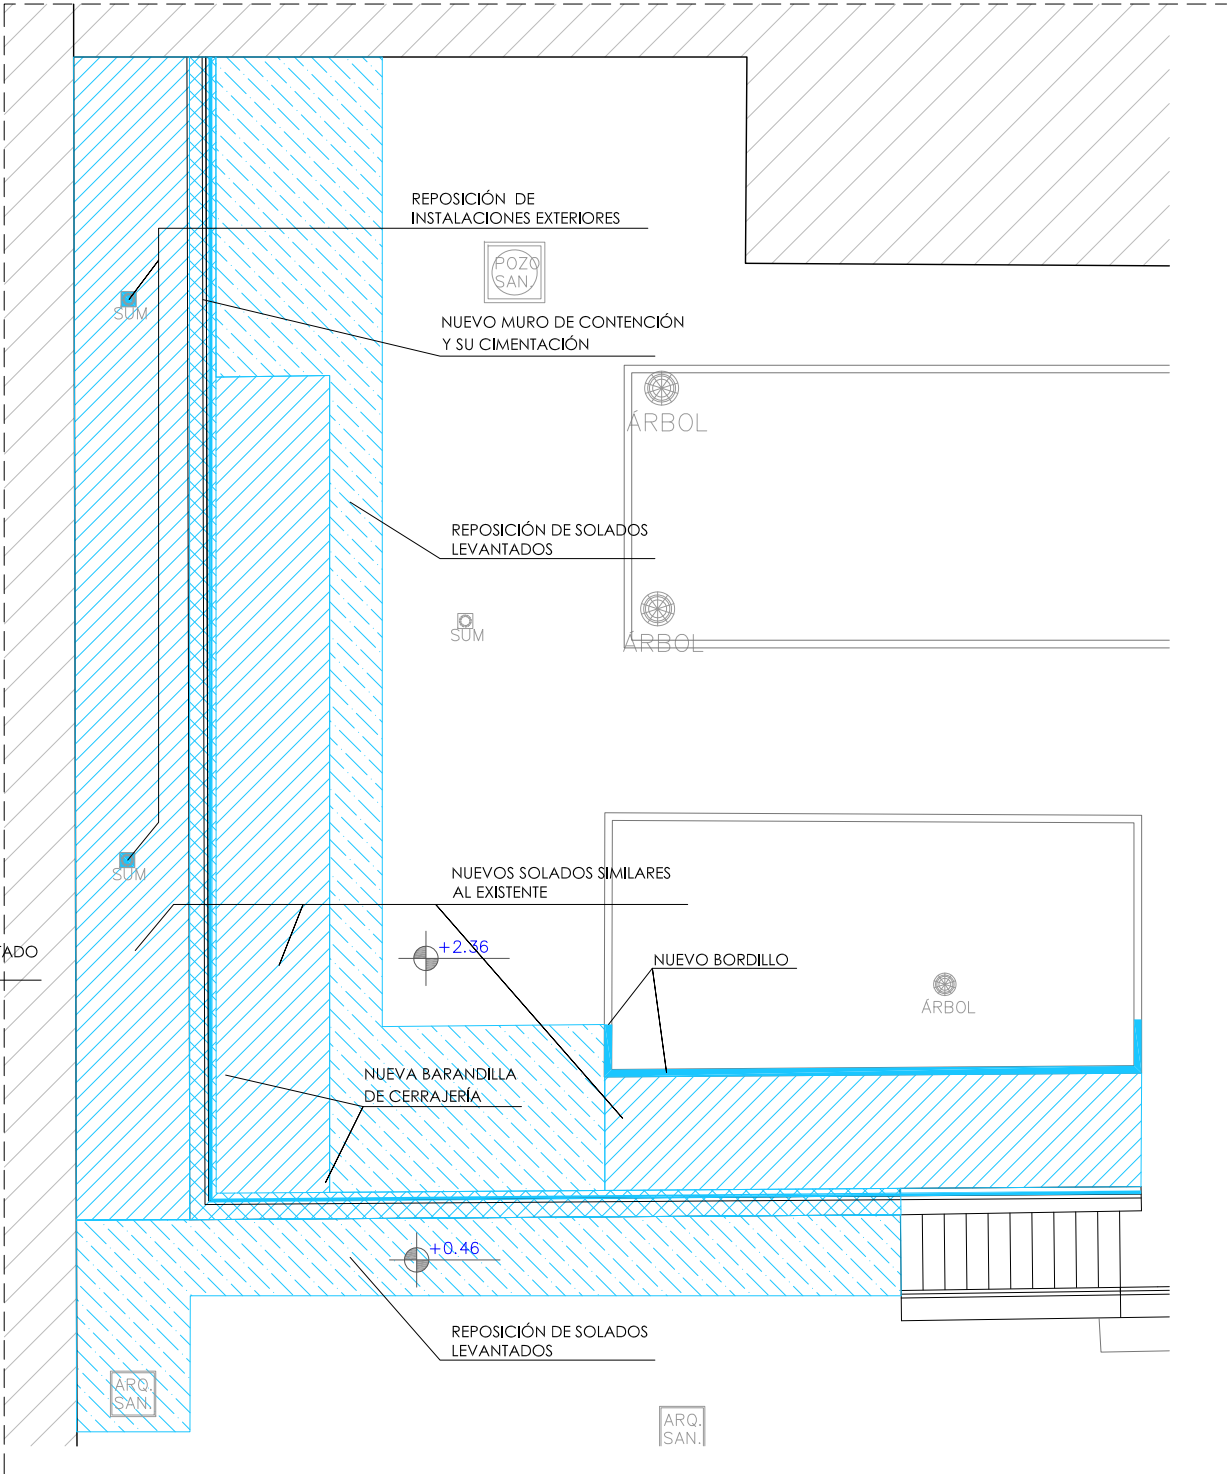 REPOSICIÓN DE
INSTALACIONES EXTERIORES
POZO
SAN.
SUM
NUEVO MURO DE CONTENCIÓN
Y SU CIMENTACIÓN
ÁRBOL
REPOSICIÓN DE SOLADOS
LEVANTADOS
SUM
ÁRBOL
SUM
NUEVOS SOLADOS SIMILARES
AL EXISTENTE
+2.36
NUEVO BORDILLO
ÁRBOL
NUEVA BARANDILLA
DE CERRAJERÍA
+0.46
REPOSICIÓN DE SOLADOS
LEVANTADOS
ARQ.
SAN.
ARQ.
SAN.